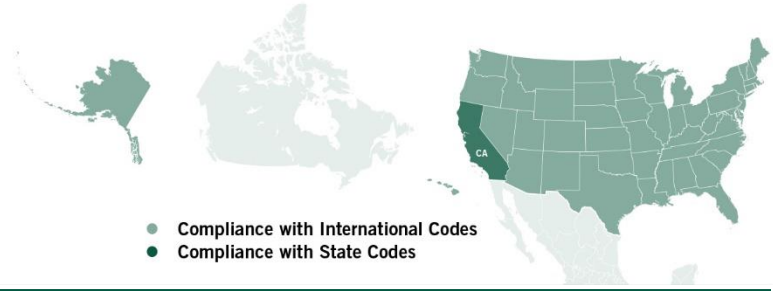 CA
Compliance with International Codes
Compliance with State Codes